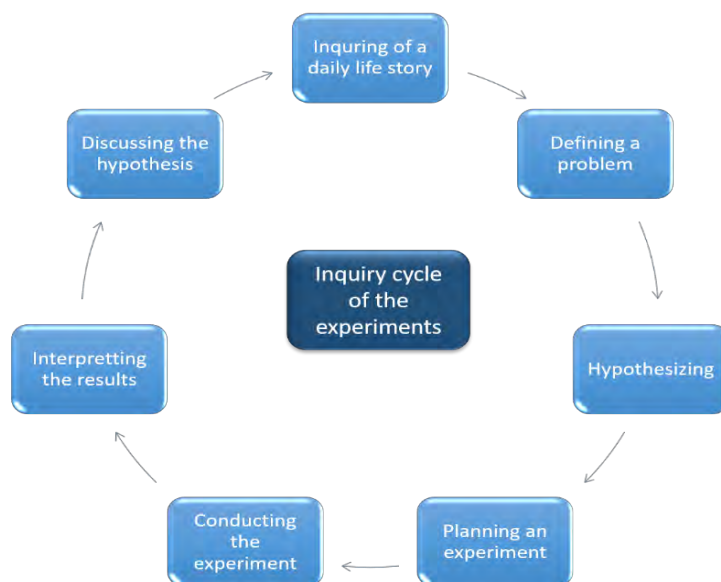 Inquring of a
daily life story
Defining a
problem
Hypothesizing
Planning an
experiment
Conducting
the
experiment
Interpretting
the results
Discussing the
hypothesis
Inquiry cycle
of the
experiments